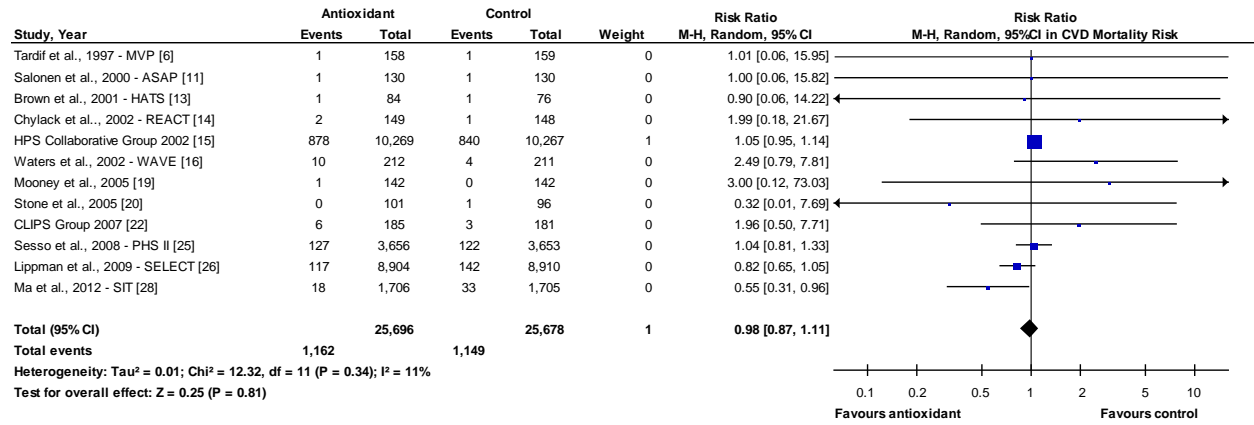 Antioxidant Control Risk Ratio Risk Ratio
Study, Year Events Total Events Total Weight M-H, Random, 95% CI M-H, Random, 95%CI in CVD Mortality Risk
Tardif et al., 1997 - MVP [6] 1 158 1 159 0 1.01 [0.06, 15.95]
Salonen et al., 2000 - ASAP [11] 1 130 1 130 0 1.00 [0.06, 15.82]
Brown et al., 2001 - HATS [13] 1 84 1 76 0 0.90 [0.06, 14.22]
Chylack et al.., 2002 - REACT [14] 2 149 1 148 0 1.99 [0.18, 21.67]
HPS Collaborative Group 2002 [15] 878 10,269 840 10,267 1 1.05 [0.95, 1.14]
Waters et al., 2002 - WAVE [16] 10 212 4 211 0 2.49 [0.79, 7.81]
Mooney et al., 2005 [19] 1 142 0 142 0 3.00 [0.12, 73.03]
Stone et al., 2005 [20] 0 101 1 96 0 0.32 [0.01, 7.69]
CLIPS Group 2007 [22] 6 185 3 181 0 1.96 [0.50, 7.71]
Sesso et al., 2008 - PHS II [25] 127 3,656 122 3,653 0 1.04 [0.81, 1.33]
Lippman et al., 2009 - SELECT [26] 117 8,904 142 8,910 0 0.82 [0.65, 1.05]
Ma et al., 2012 - SIT [28] 18 1,706 33 1,705 0 0.55 [0.31, 0.96]
Total (95% CI) 25,696 25,678 1 0.98 [0.87, 1.11]
Total events 1,162 1,149
Heterogeneity: Tau² = 0.01; Chi² = 12.32, df = 11 (P = 0.34); I² = 11%
Test for overall effect: Z = 0.25 (P = 0.81)
0.1 0.2 0.5 1 2 5 10
Favours antioxidant Favours control